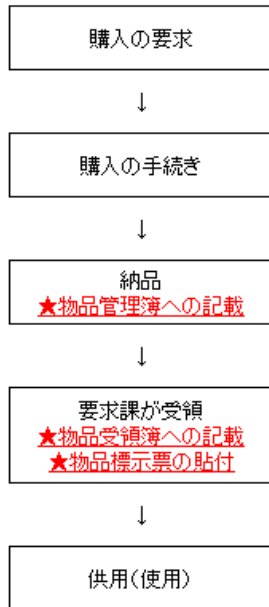 購入の要求
↓
購入の手続き
↓
納品
★物品管理簿への記載
↓
要求課が受領
★物品受領簿への記載
★物品標示票の貼付
↓
供用(使用)